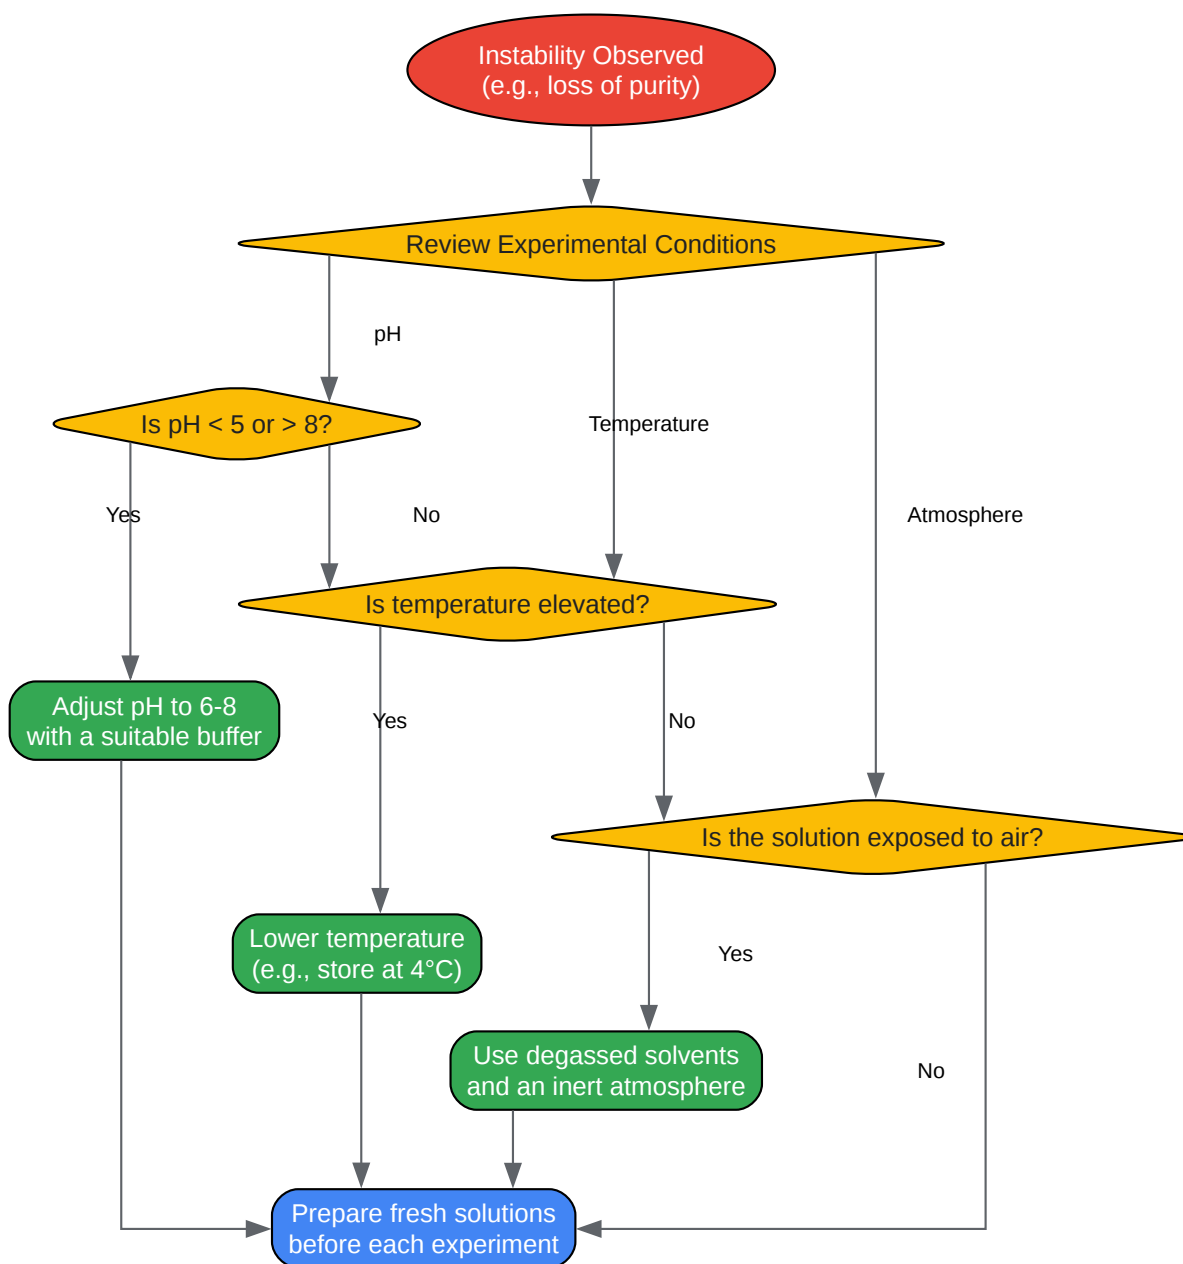 Instability Observed
(e.g., loss of purity)
Review Experimental Conditions
pH
Is pH < 5 or > 8?
Temperature
Yes
No
Atmosphere
Is temperature elevated?
Adjust pH to 6-8
with a suitable buffer
Yes
No
Is the solution exposed to air?
Lower temperature
(e.g., store at 4°C)
Yes
Use degassed solvents
and an inert atmosphere
No
Prepare fresh solutions
before each experiment